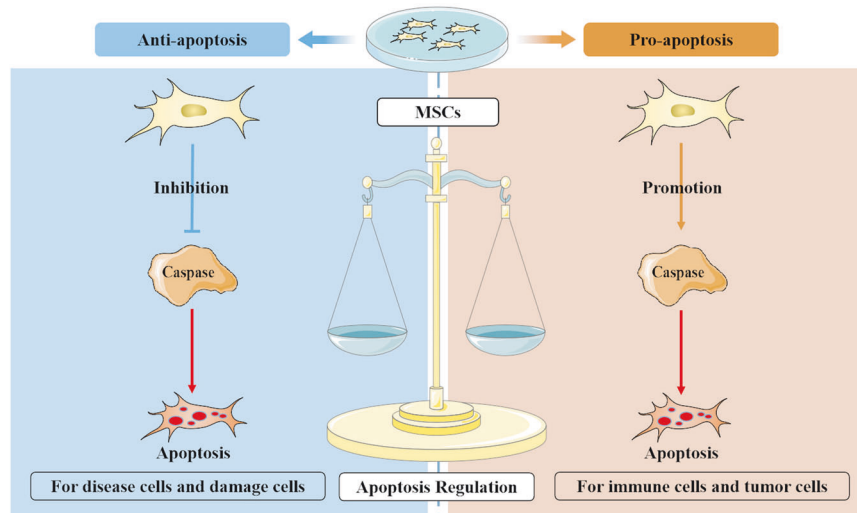 Anti-apoptosis
Pro-apoptosis
MSCs
Inhibition
Promotion
Caspase
Caspase
Apoptosis
Apoptosis
For disease cells and damage cells
Apoptosis Regulation
For immune cells and tumor cells